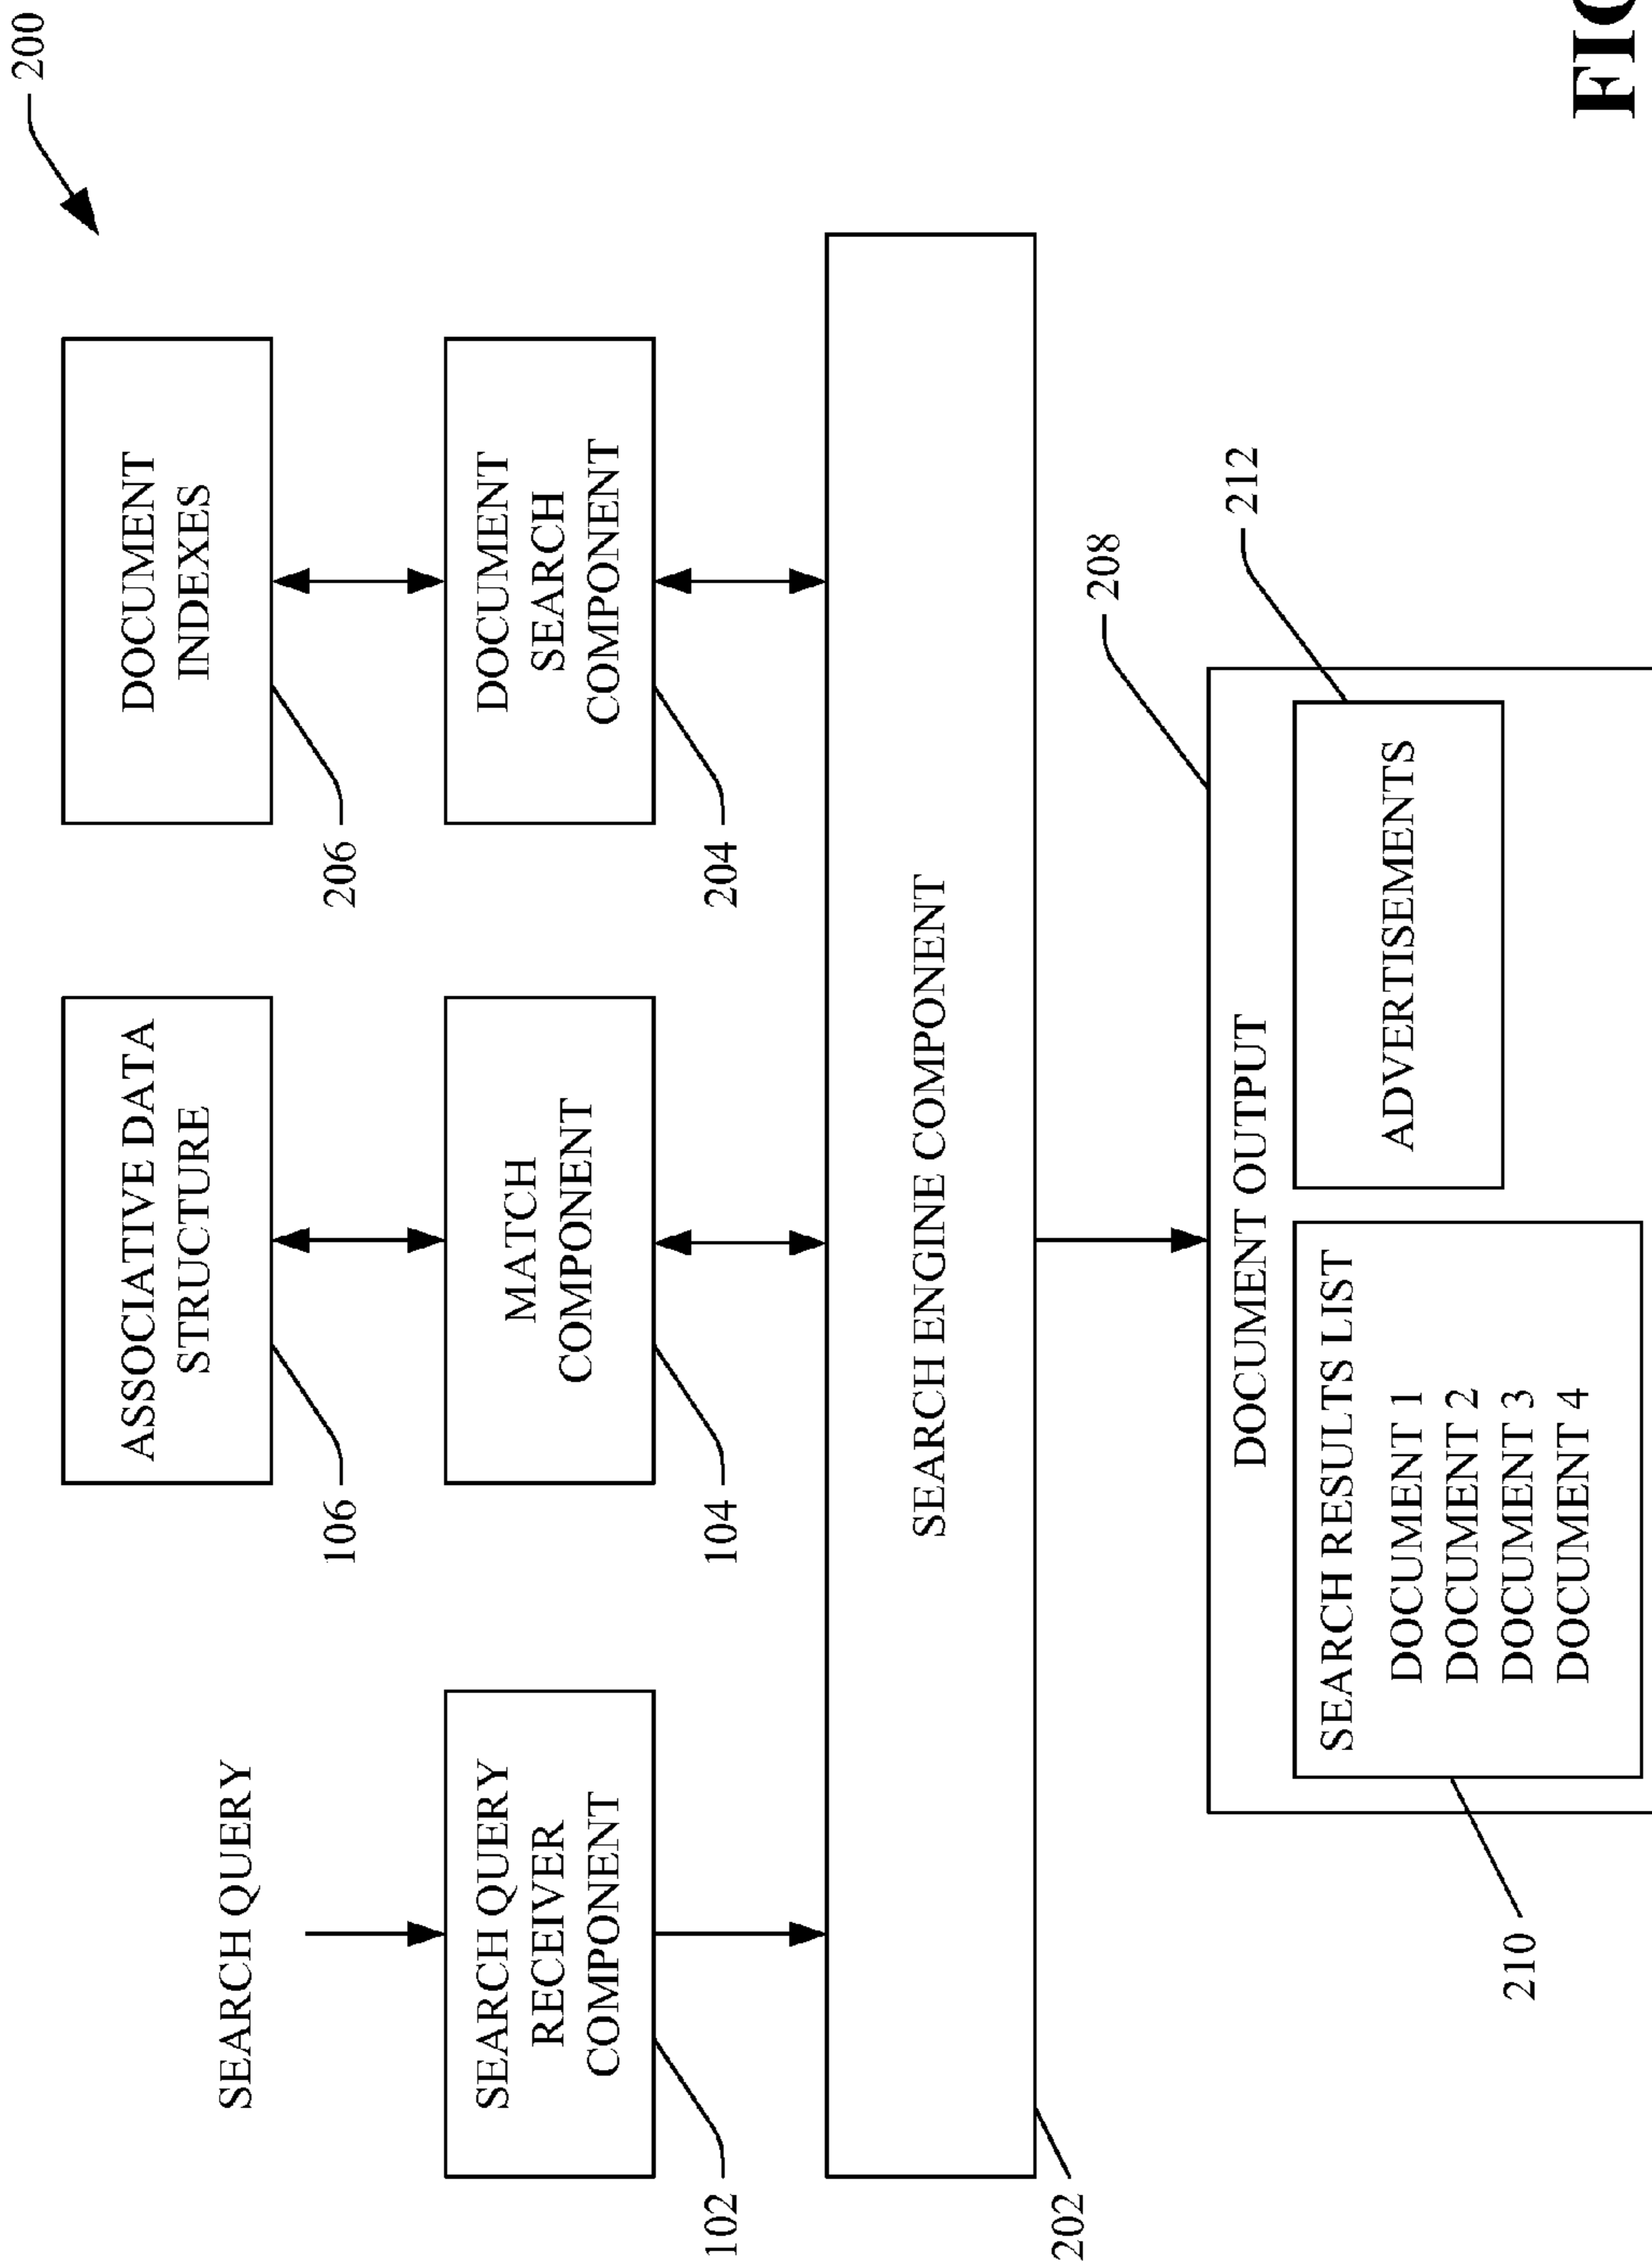 200
SEARCH QUERY
ASSOCIATIVE DATA
STRUCTURE
106
DOCUMENT
INDEXES
206
SEARCH QUERY
RECEIVER
COMPONENT
102
MATCH
COMPONENT
104
DOCUMENT
SEARCH
COMPONENT
204
SEARCH ENGINE COMPONENT
202
208
DOCUMENT OUTPUT
212
SEARCH RESULTS LIST
DOCUMENT 1
DOCUMENT 2
DOCUMENT 3
DOCUMENT 4
210
ADVERTISEMENTS